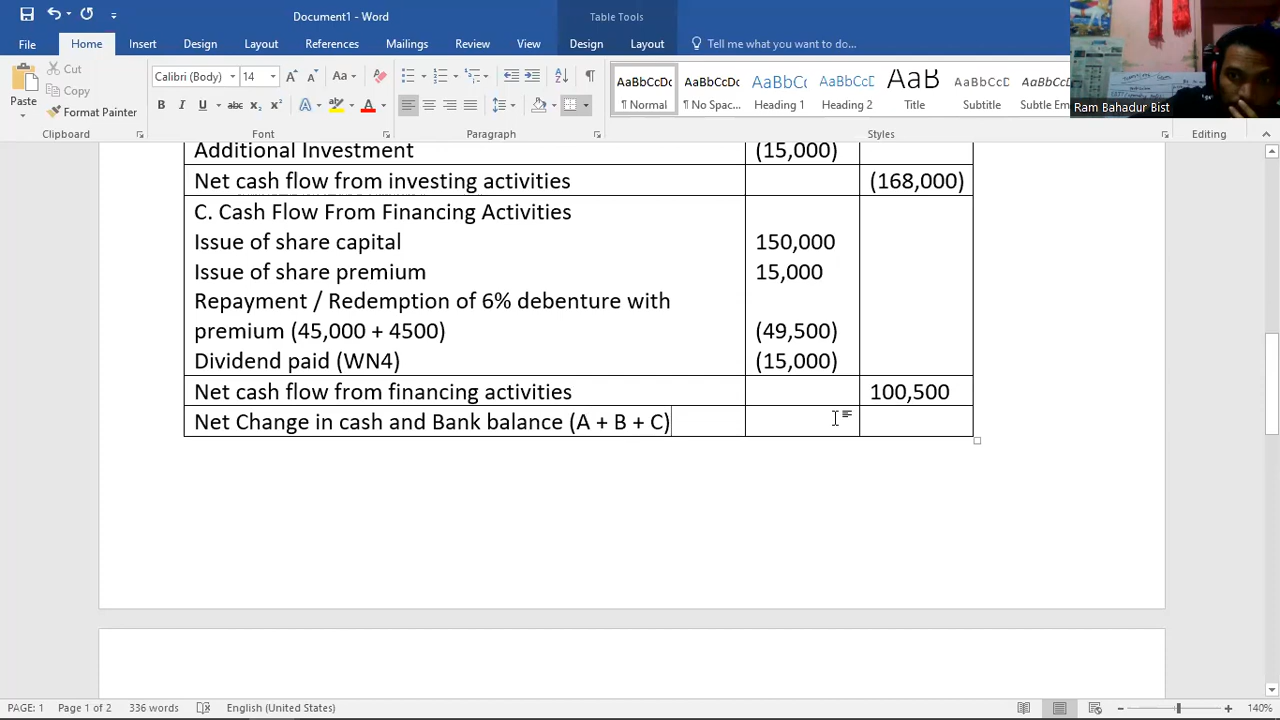 Document1 - Word
Table Tools
File Home Insert Design Layout References Mailings Review View Design Layout Tell me what you want to do...
Paste Cut Copy Format Painter
Clipboard
Calibri (Body) 14
Font
Paragraph
AaBbCcDc AaBbCcDc AaBbC AaBbCcC AaB AaBbCcD AaBbCcDc
¶ Normal ¶ No Spac... Heading 1 Heading 2 Title Subtitle Subtle Em
Styles
Editing
Ram Bahadur Bist
Additional Investment (15,000)
Net cash flow from investing activities (168,000)
C. Cash Flow From Financing Activities
Issue of share capital 150,000
Issue of share premium 15,000
Repayment / Redemption of 6% debenture with
premium (45,000 + 4500) (49,500)
Dividend paid (WN4) (15,000)
Net cash flow from financing activities 100,500
Net Change in cash and Bank balance (A + B + C)
PAGE: 1 Page 1 of 2 336 words English (United States) 140%